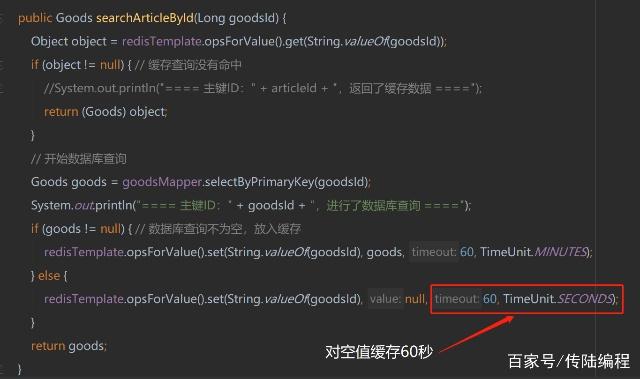 public Goods searchArticleById(Long goodsId) {
Object object = redisTemplate.opsForValue().get(String.valueOf(goodsId));
if (object != null) { // 缓存查询没有命中
//System.out.println("==== 主键ID：" + articleId + "，返回了缓存数据 ====");
return (Goods) object;
}
// 开始数据库查询
Goods goods = goodsMapper.selectByPrimaryKey(goodsId);
System.out.println("==== 主键ID：" + goodsId + "，进行了数据库查询 ====");
if (goods != null) { // 数据库查询不为空，放入缓存
redisTemplate.opsForValue().set(String.valueOf(goodsId), goods, timeout: 60, TimeUnit.MINUTES);
} else {
redisTemplate.opsForValue().set(String.valueOf(goodsId), value: null, timeout: 60, TimeUnit.SECONDS);
}
return goods;
}
对空值缓存60秒
百家号/传陆编程